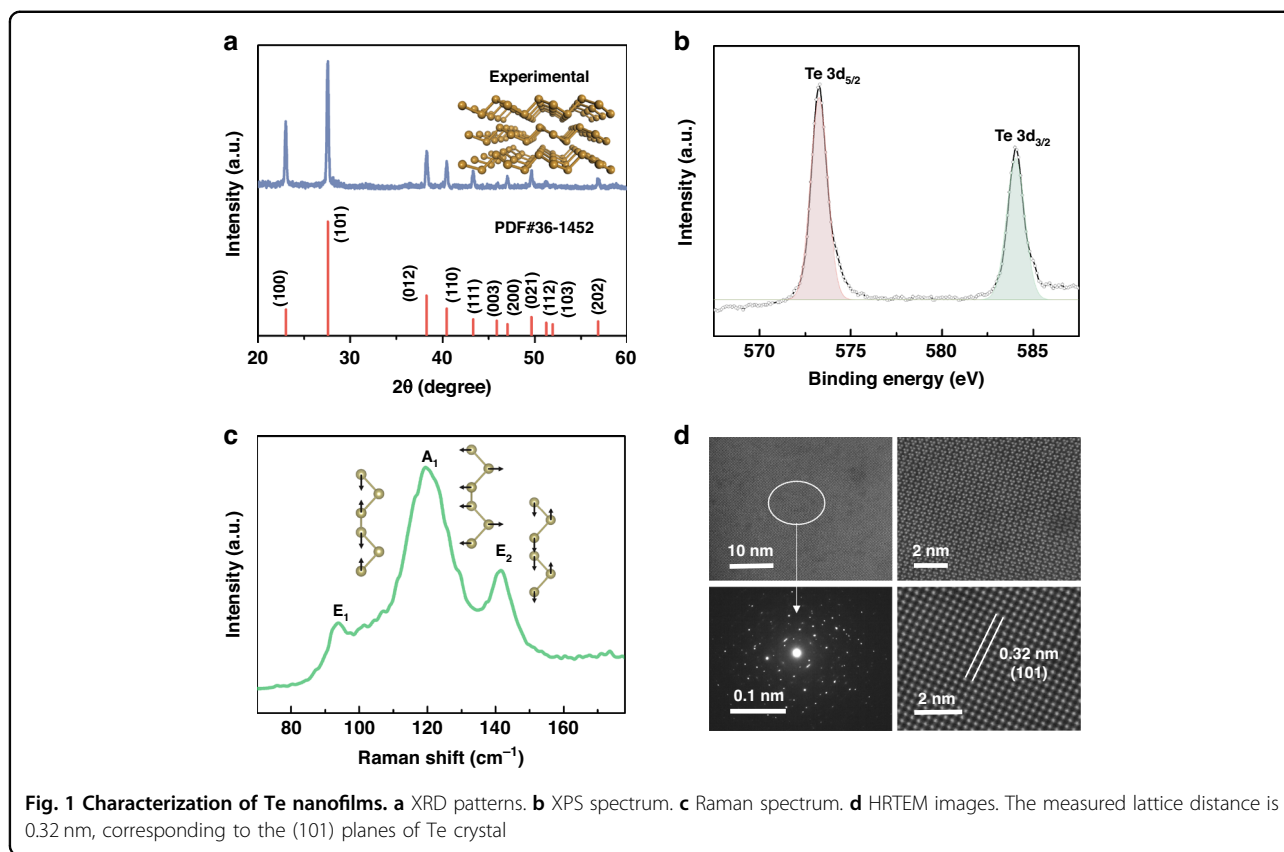 a
Experimental
Intensity (a.u.)
PDF#36-1452
(100)
(101)
(012)
(110)
(111)
(003)
(200)
(021)
(112)
(103)
(202)
20 30 40 50 60
2θ (degree)
b
Te 3d5/2
Te 3d3/2
Intensity (a.u.)
570 575 580 585
Binding energy (eV)
c
A1
E2
E1
Intensity (a.u.)
80 100 120 140 160
Raman shift (cm⁻¹)
d
10 nm
2 nm
0.1 nm
0.32 nm
(101)
2 nm
Fig. 1 Characterization of Te nanofilms. a XRD patterns. b XPS spectrum. c Raman spectrum. d HRTEM images. The measured lattice distance is
0.32 nm, corresponding to the (101) planes of Te crystal